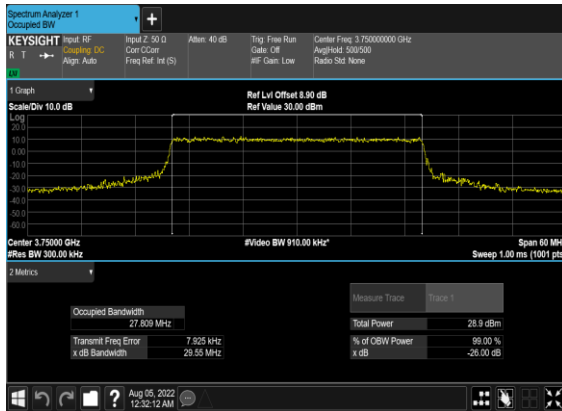 Spectrum Analyzer 1
Occupied BW
KEYSIGHT Input: RF Input Z: 50 Ω Atten: 40 dB Trig: Free Run Center Freq: 3.750000000 GHz
R T Coupling: DC Corr CCorr Gate: Off Avg|Hold: 500/500
Align: Auto Freq Ref: Int (S) #IF Gain: Low Radio Std: None
LXI
1 Graph Ref Lvl Offset 8.90 dB
Scale/Div 10.0 dB Ref Value 30.00 dBm
Log
20.0
10.0
0.00
-10.0
-20.0
-30.0
-40.0
-50.0
-60.0
Center 3.75000 GHz #Video BW 910.00 kHz* Span 60 MH
#Res BW 300.00 kHz Sweep 1.00 ms (1001 pts
2 Metrics
Measure Trace Trace 1
Occupied Bandwidth
27.809 MHz Total Power 28.9 dBm
Transmit Freq Error 7.925 kHz % of OBW Power 99.00 %
x dB Bandwidth 29.55 MHz x dB -26.00 dB
? Aug 05, 2022
12:32:12 AM